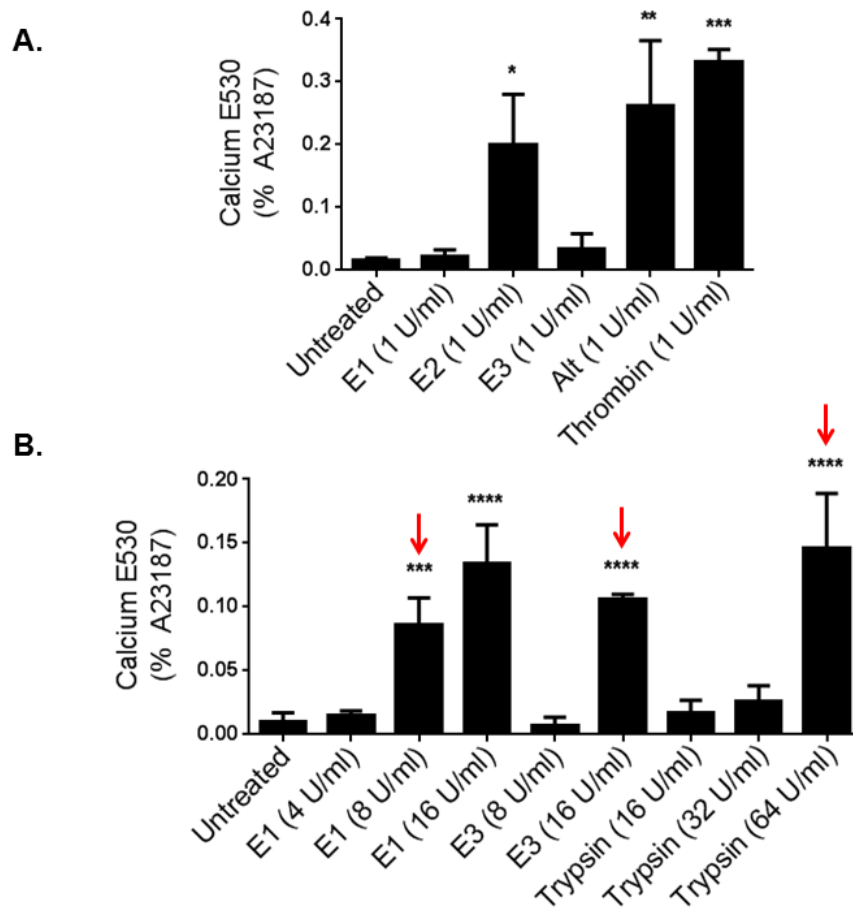 A.
Calcium E530
(% A23187)
0.4
0.3
0.2
0.1
0.0
*
**
***
Untreated
E1 (1 U/ml)
E2 (1 U/ml)
E3 (1 U/ml)
Alt (1 U/ml)
Thrombin (1 U/ml)
B.
Calcium E530
(% A23187)
0.20
0.15
0.10
0.05
0.00
***
****
****
****
Untreated
E1 (4 U/ml)
E1 (8 U/ml)
E1 (16 U/ml)
E3 (8 U/ml)
E3 (16 U/ml)
Trypsin (16 U/ml)
Trypsin (32 U/ml)
Trypsin (64 U/ml)